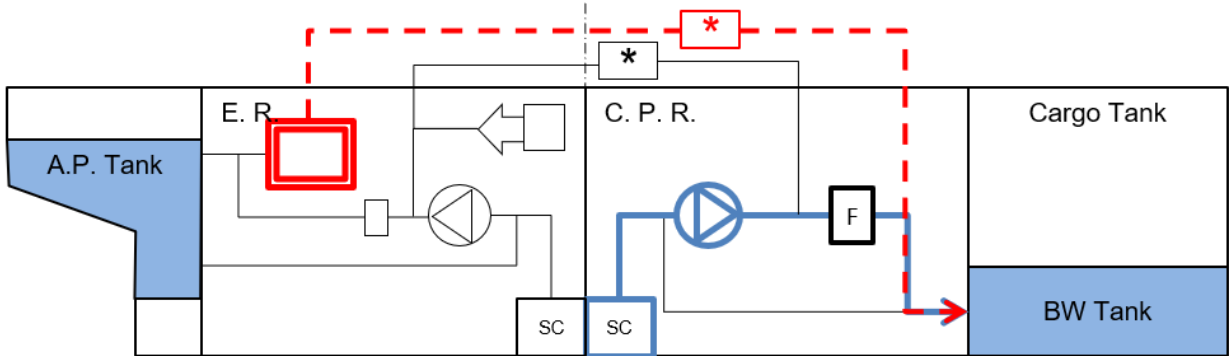 *
*
E. R.
C. P. R.
Cargo Tank
A.P. Tank
F
SC
SC
BW Tank